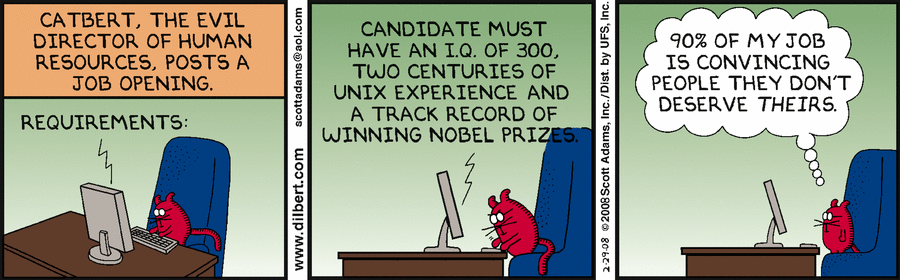 CATBERT, THE EVIL
DIRECTOR OF HUMAN
RESOURCES, POSTS A
JOB OPENING.
REQUIREMENTS:
www.dilbert.com
scottadams@aol.com
CANDIDATE MUST
HAVE AN I.Q. OF 300,
TWO CENTURIES OF
UNIX EXPERIENCE AND
A TRACK RECORD OF
WINNING NOBEL PRIZES.
2-29-08 © 2008 Scott Adams, Inc./Dist. by UFS, Inc.
90% OF MY JOB
IS CONVINCING
PEOPLE THEY DON'T
DESERVE THEIRS.